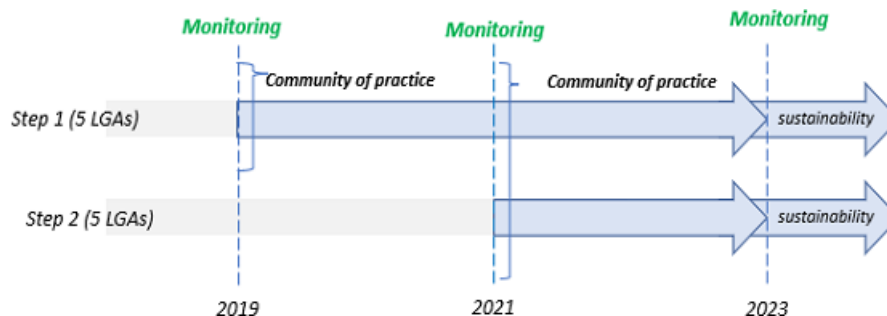 Monitoring
Monitoring
Monitoring
Community of practice
Community of practice
Step 1 (5 LGAs)
sustainability
Step 2 (5 LGAs)
sustainability
2019
2021
2023